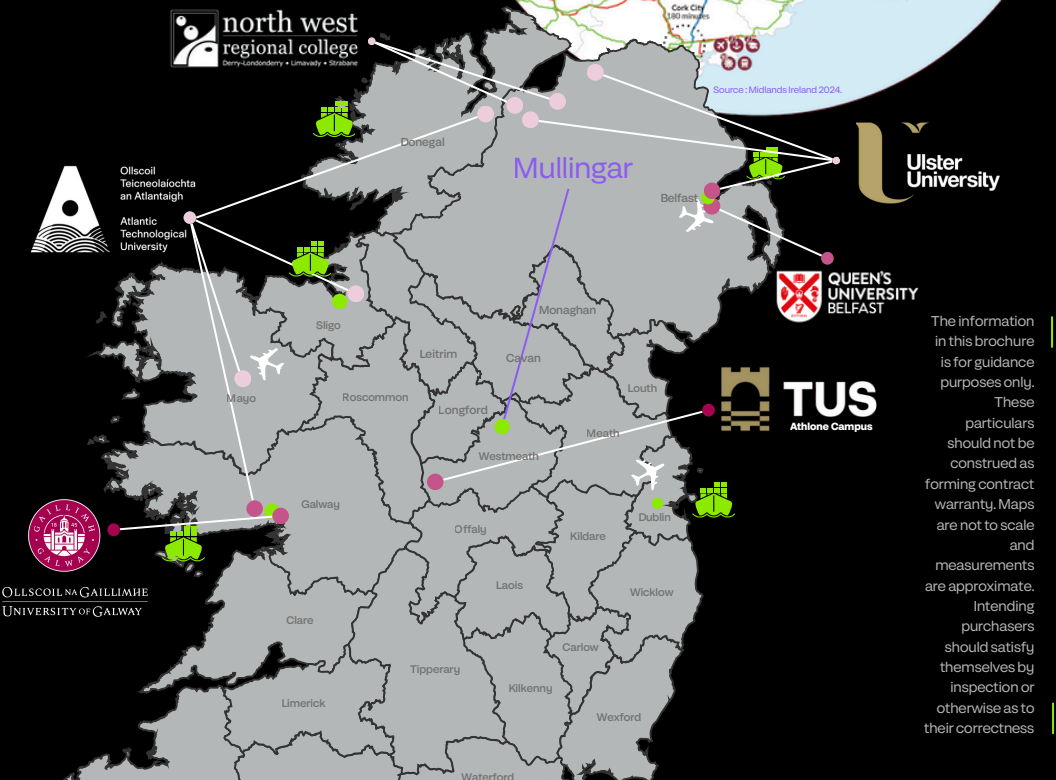 Cork City
180 minutes
north west
regional college
Derry-Londonderry • Limavady • Strabane
Source : Midlands Ireland 2024.
Donegal
Mullingar
Ulster
University
Ollscoil
Teicneolaíochta
an Atlantaigh
Atlantic
Technological
University
Belfast
QUEEN'S
UNIVERSITY
BELFAST
Monaghan
Sligo
Leitrim
Cavan
Louth
Mayo
Roscommon
Longford
Meath
Westmeath
TUS
Athlone Campus
The information
in this brochure
is for guidance
purposes only.
These
particulars
should not be
construed as
forming contract
warranty. Maps
are not to scale
and
measurements
are approximate.
Intending
purchasers
should satisfy
themselves by
inspection or
otherwise as to
their correctness
GAILLIMH
18 45
GALWAY
OLLSCOIL NA GAILLIMHE
UNIVERSITY OF GALWAY
Galway
Offaly
Dublin
Kildare
Laois
Wicklow
Clare
Carlow
Tipperary
Kilkenny
Limerick
Wexford
Waterford